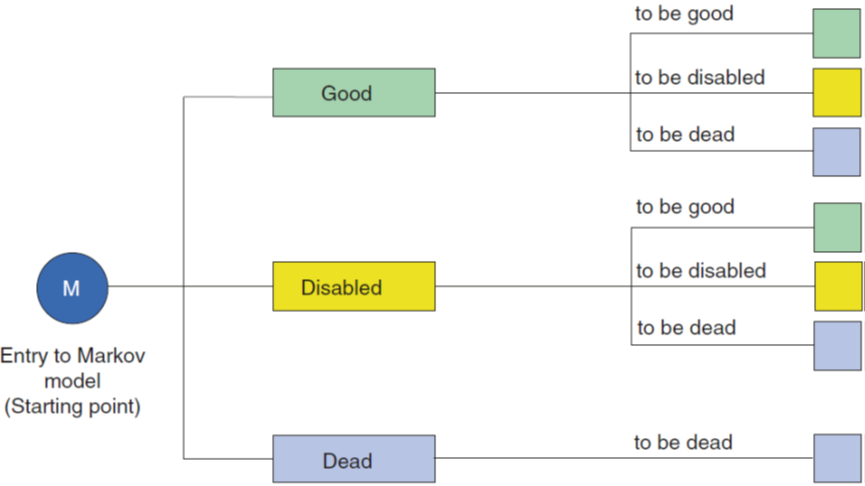 to be good
Good
to be disabled
to be dead
to be good
M
Disabled
to be disabled
to be dead
Entry to Markov
model
(Starting point)
Dead
to be dead